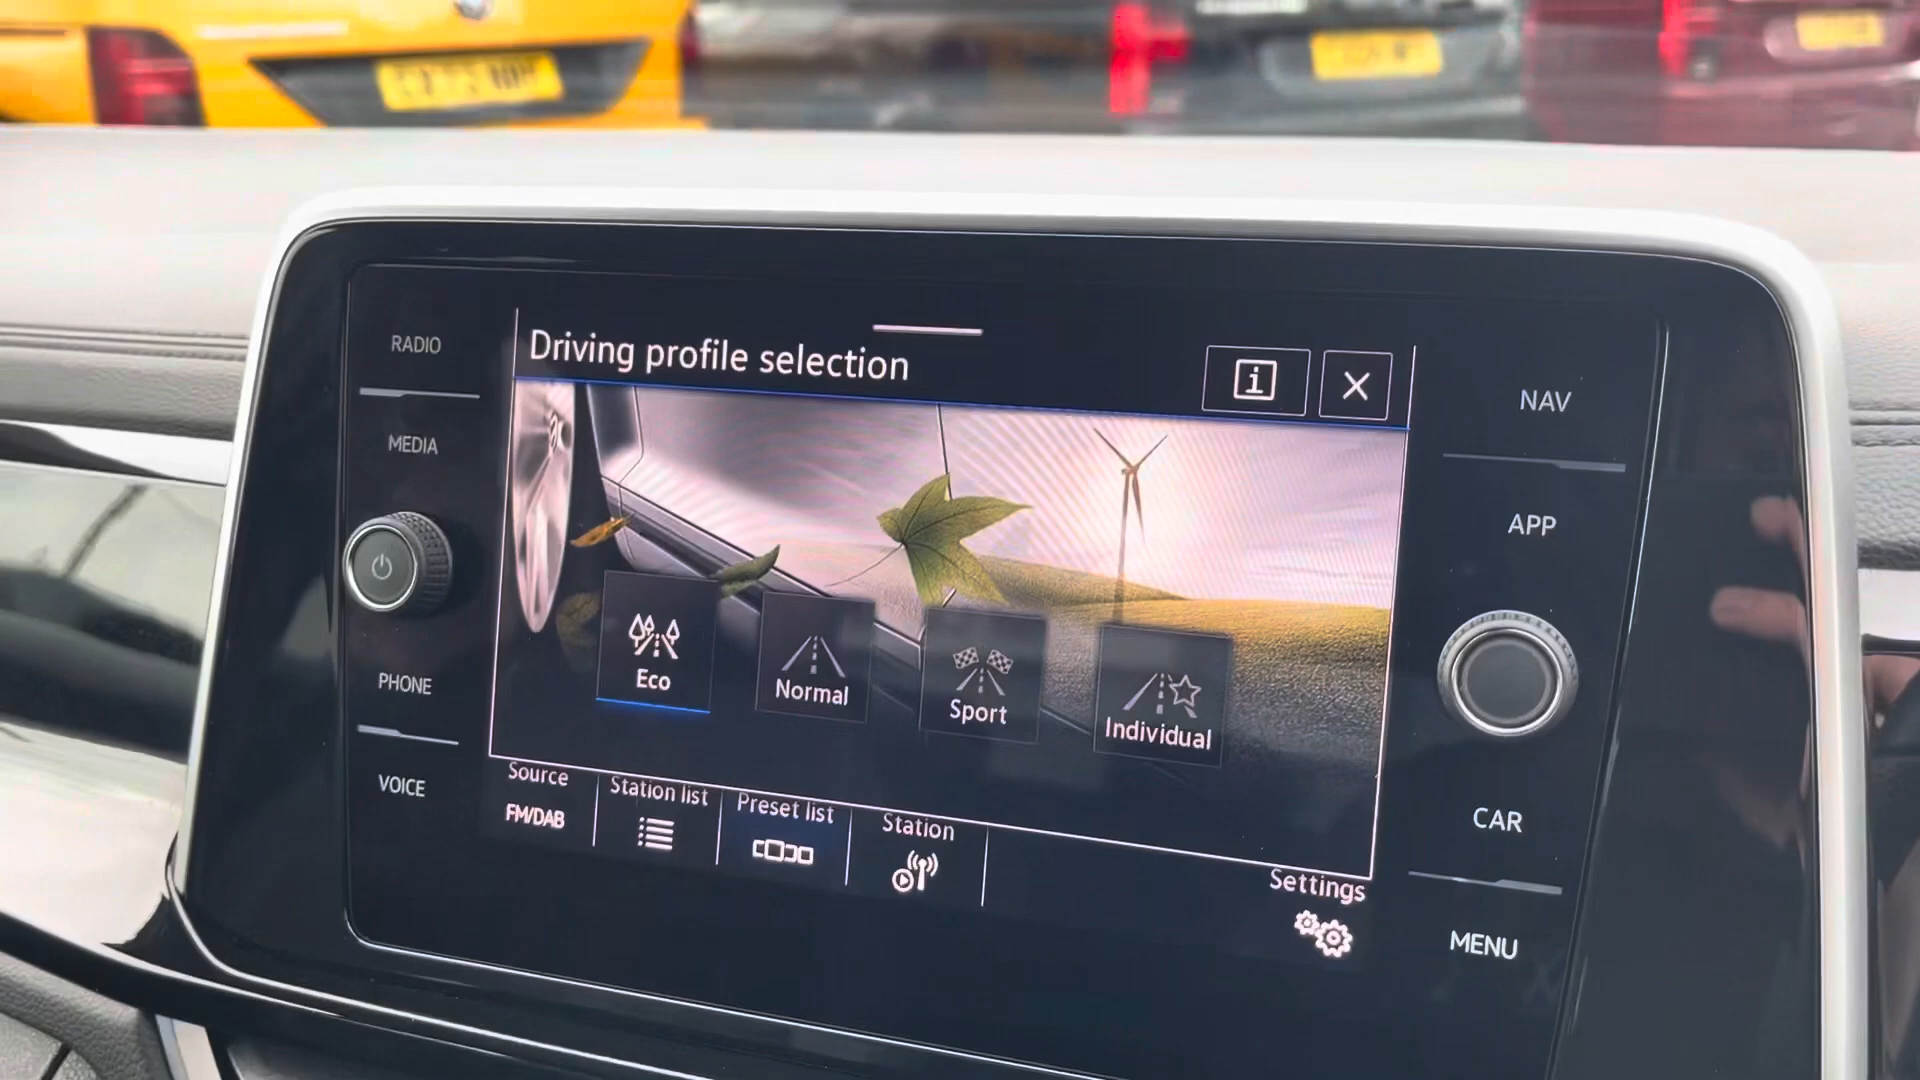 RADIO
MEDIA
PHONE
VOICE
Driving profile selection
i
Eco
Normal
Sport
Individual
Source
FM/DAB
Station list
Preset list
Station
Settings
NAV
APP
CAR
MENU